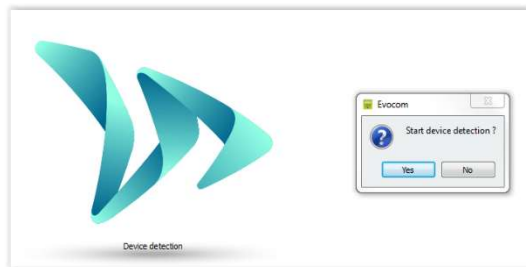 Evocom
Start device detection ?
Yes
No
Device detection